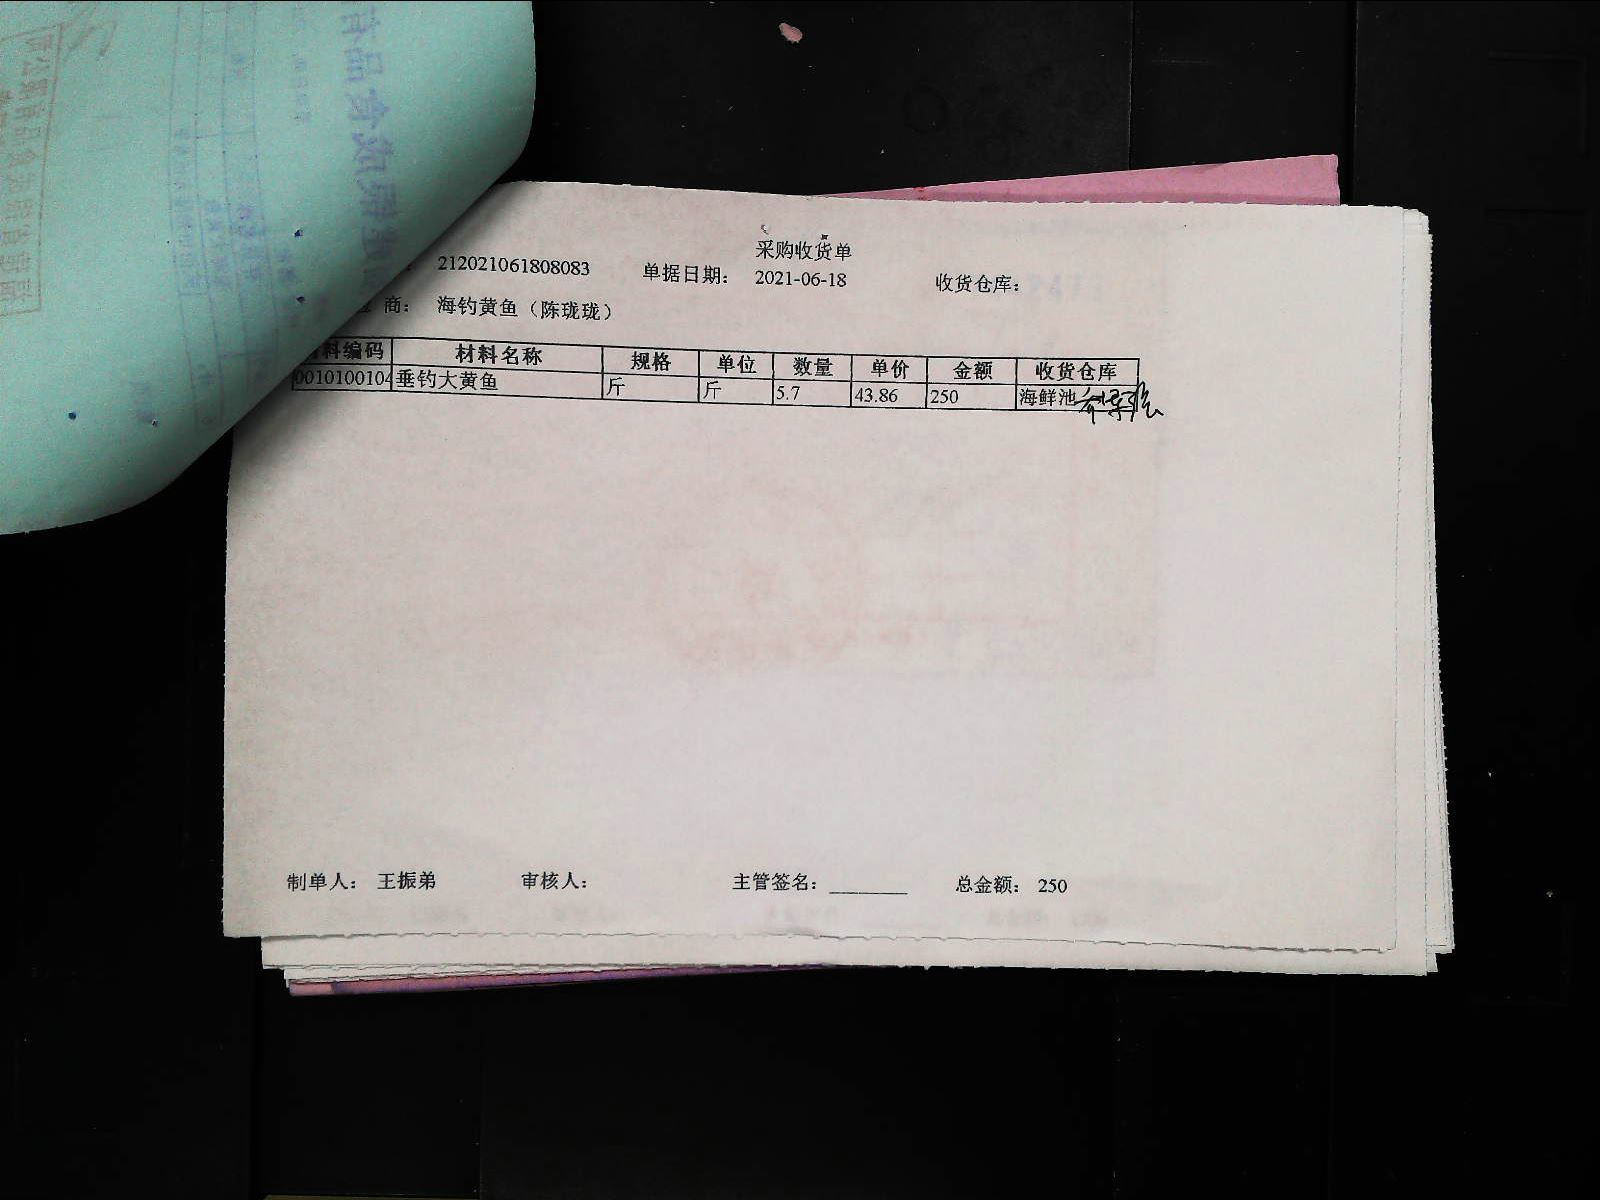 采购收货单
212021061808083 单据日期： 2021-06-18 收货仓库：
商： 海钓黄鱼（陈珑珑）
料编码 材料名称 规格 单位 数量 单价 金额 收货仓库
0010100104 垂钓大黄鱼 斤 斤 5.7 43.86 250 海鲜池
制单人： 王振弟 审核人： 主管签名： 总金额： 250